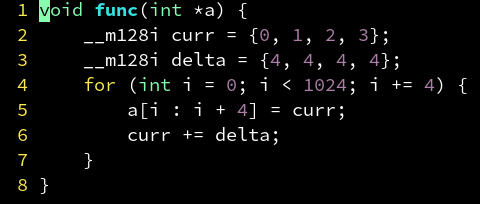 1 void func(int *a) {
2     __m128i curr = {0, 1, 2, 3};
3     __m128i delta = {4, 4, 4, 4};
4     for (int i = 0; i < 1024; i += 4) {
5         a[i : i + 4] = curr;
6         curr += delta;
7     }
8 }